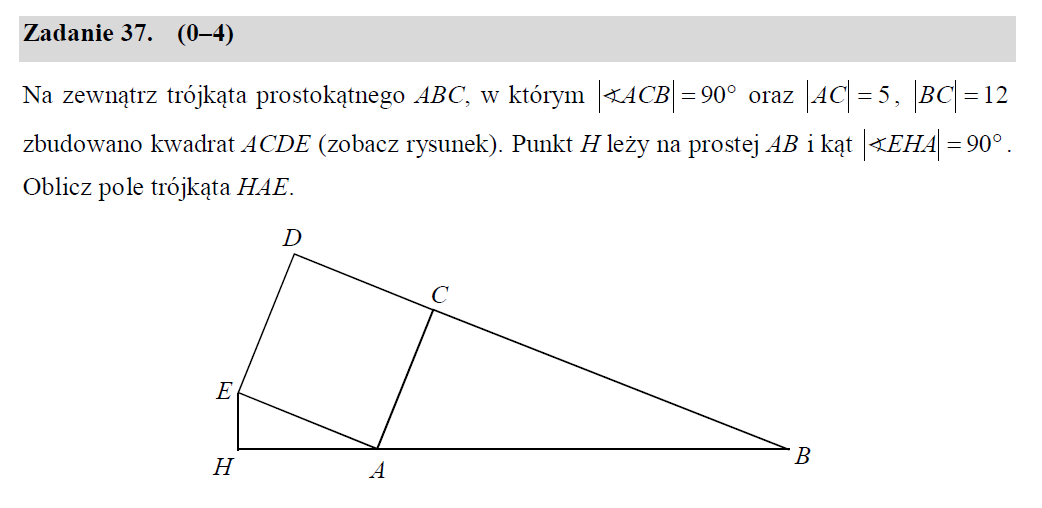 Zadanie 37. (0–4)
Na zewnątrz trójkąta prostokątnego ABC, w którym |∢ACB| = 90° oraz |AC| = 5, |BC| = 12
zbudowano kwadrat ACDE (zobacz rysunek). Punkt H leży na prostej AB i kąt |∢EHA| = 90°.
Oblicz pole trójkąta HAE.
D
C
E
B
H
A